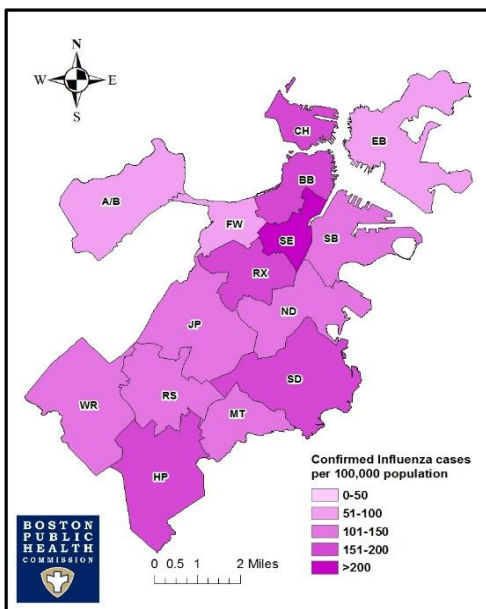 N
W E
S
CH
EB
BB
A/B
FW
SE
SB
RX
ND
JP
SD
WR
RS
MT
HP
Confirmed Influenza cases
per 100,000 population
0-50
51-100
101-150
151-200
>200
BOSTON
PUBLIC
HEALTH
COMMISSION
0 0.5 1 2 Miles